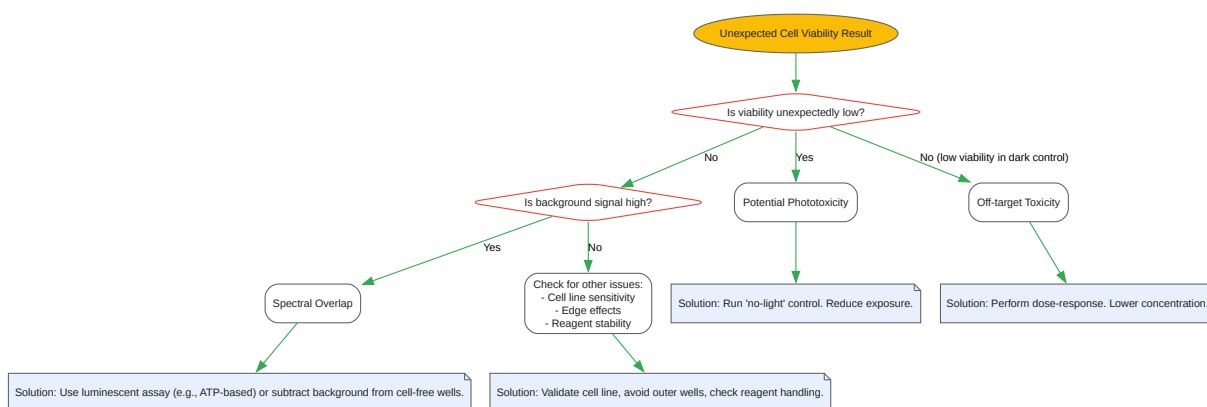 Unexpected Cell Viability Result
Is viability unexpectedly low?
No
Yes
No (low viability in dark control)
Is background signal high?
Potential Phototoxicity
Off-target Toxicity
Yes
No
Spectral Overlap
Check for other issues:
- Cell line sensitivity
- Edge effects
- Reagent stability
Solution: Run 'no-light' control. Reduce exposure.
Solution: Perform dose-response. Lower concentration.
Solution: Use luminescent assay (e.g., ATP-based) or subtract background from cell-free wells.
Solution: Validate cell line, avoid outer wells, check reagent handling.